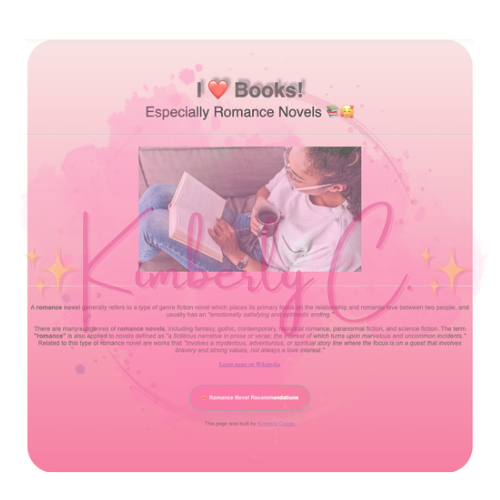 I ❤️ Books!
Especially Romance Novels 📚🥰
Kimberly C.
A romance novel generally refers to a type of genre fiction novel which places its primary focus on the relationship and romantic love between two people, and
usually has an "emotionally satisfying and optimistic ending."
There are many subgenres of romance novels, including fantasy, gothic, contemporary, historical romance, paranormal fiction, and science fiction. The term
"romance" is also applied to novels defined as "a fictitious narrative in prose or verse; the interest of which turns upon marvelous and uncommon incidents."
Related to this type of romance novel are works that "involves a mysterious, adventurous, or spiritual story line where the focus is on a quest that involves
bravery and strong values, not always a love interest."
Learn more on Wikipedia
Romance Novel Recommendations
This page was built by Kimberly